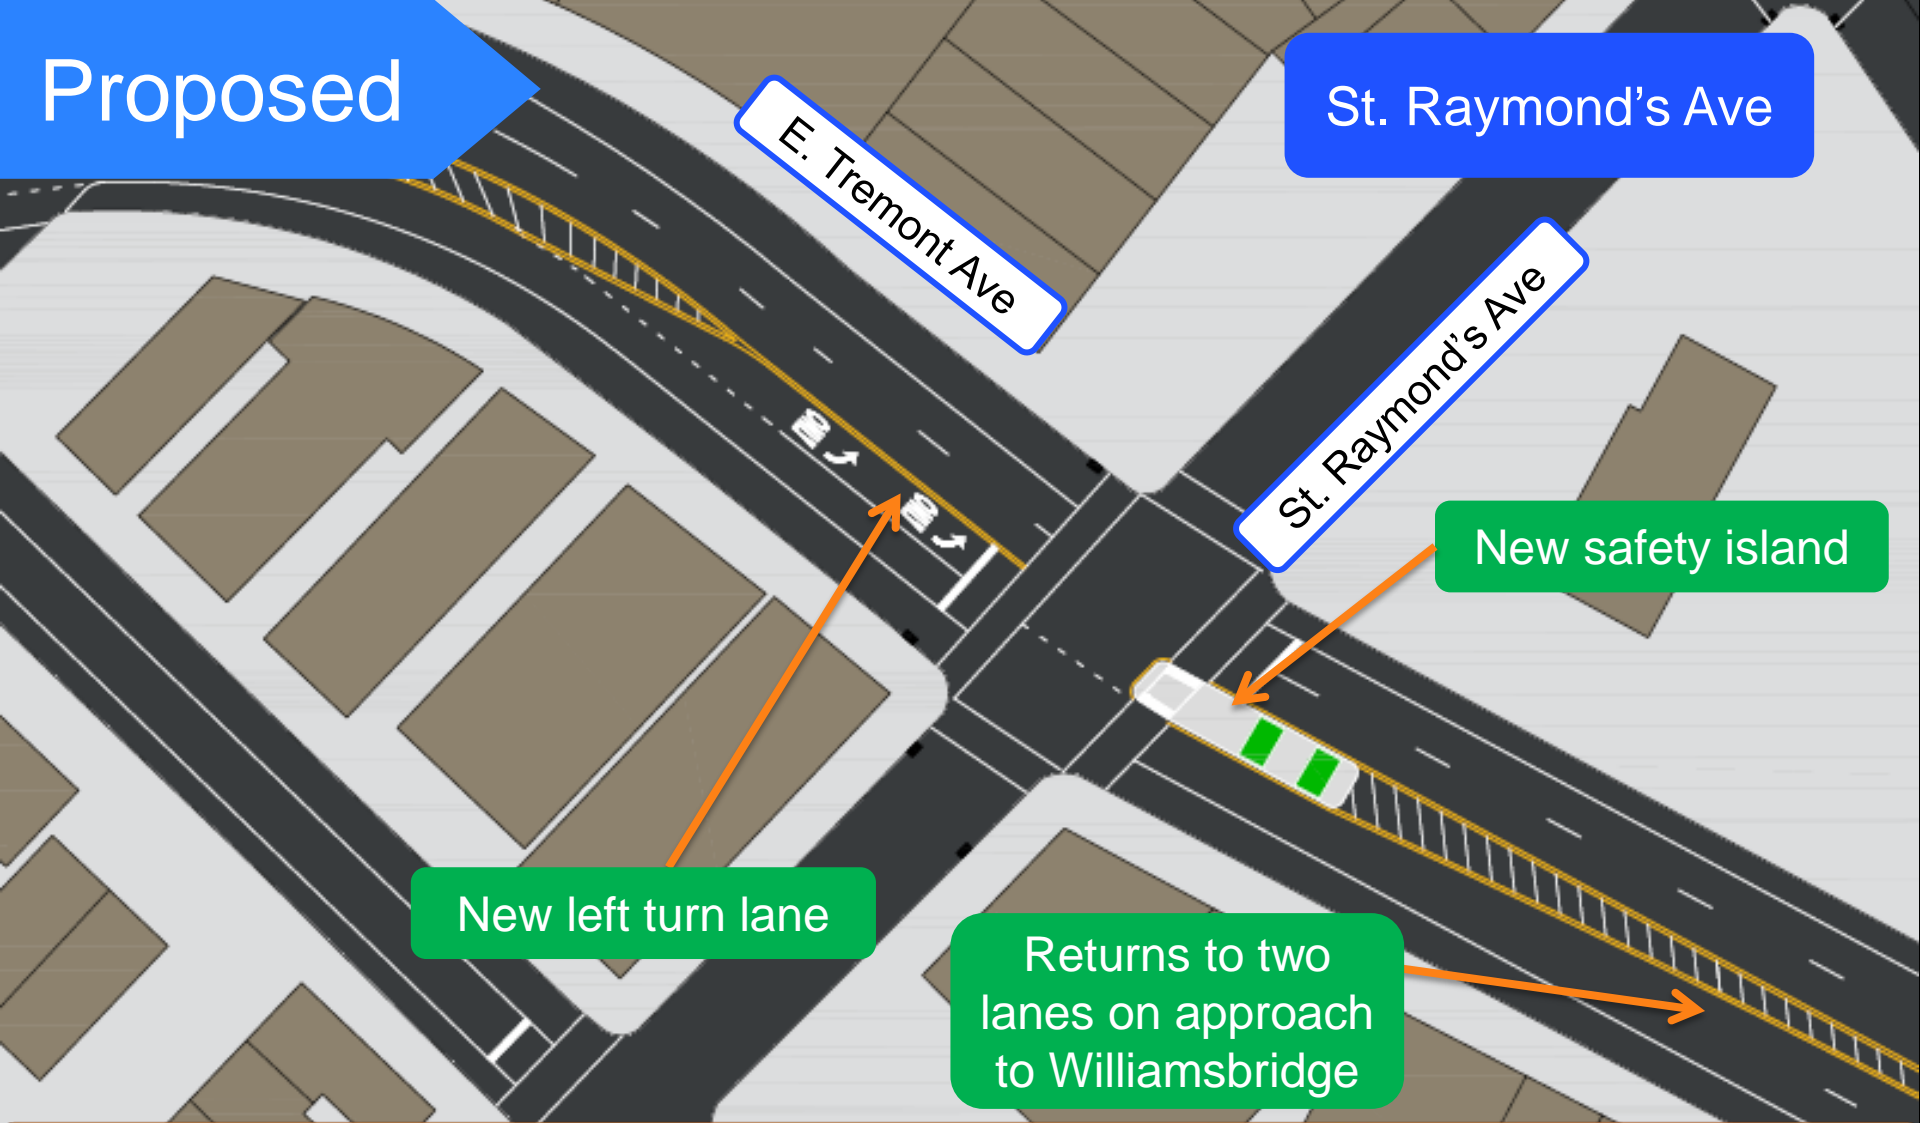 Proposed
St. Raymond’s Ave
E. Tremont Ave
St. Raymond’s Ave
New safety island
New left turn lane
Returns to two
lanes on approach
to Williamsbridge